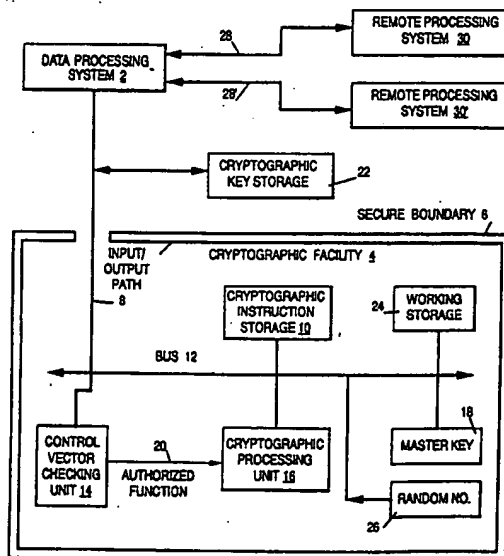 28
REMOTE PROCESSING
SYSTEM 30
DATA PROCESSING
SYSTEM 2
28'
REMOTE PROCESSING
SYSTEM 30'
CRYPTOGRAPHIC
KEY STORAGE
22
SECURE BOUNDARY 6
INPUT/
OUTPUT
PATH
CRYPTOGRAPHIC FACILITY 4
8
CRYPTOGRAPHIC
INSTRUCTION
STORAGE 10
24
WORKING
STORAGE
BUS 12
CONTROL
VECTOR
CHECKING
UNIT 14
20
AUTHORIZED
FUNCTION
CRYPTOGRAPHIC
PROCESSING
UNIT 16
18
MASTER KEY
RANDOM NO.
26